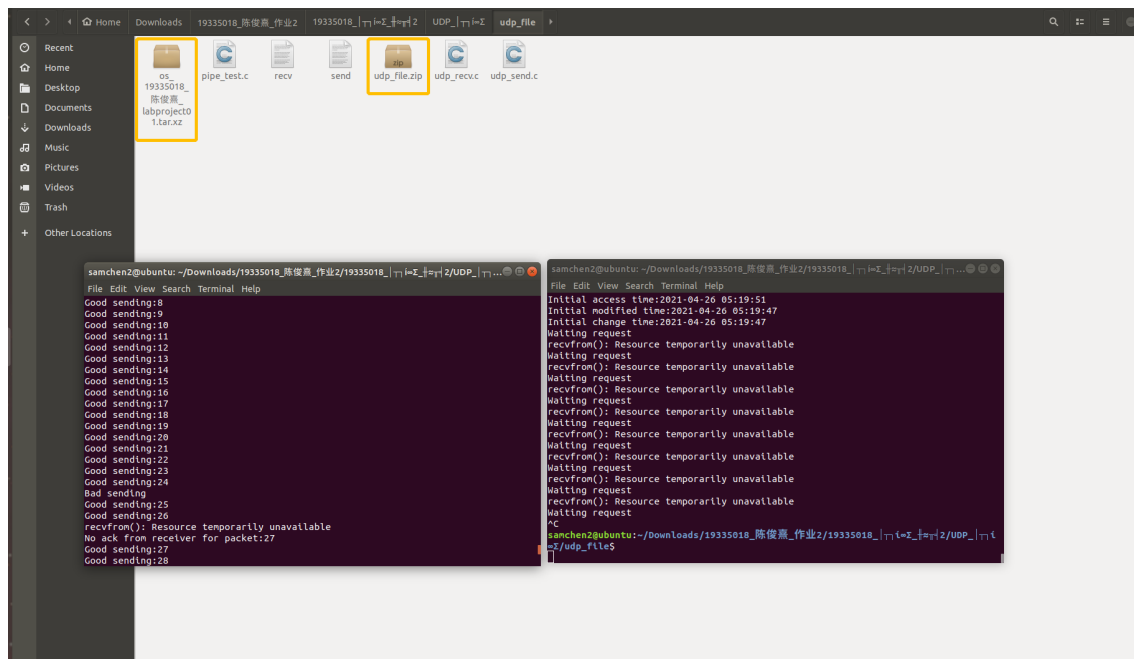 Home Downloads 19335018_陈俊熹_作业2 19335018_|┬┐í∞Σ_╫≈╥╡2 UDP_|┬┐í∞Σ udp_file
Recent
Home
Desktop
Documents
Downloads
Music
Pictures
Videos
Trash
+ Other Locations
os_
19335018_
陈俊熹_
labproject0
1.tar.xz
pipe_test.c
recv
send
zip
udp_file.zip
udp_recv.c
udp_send.c
samchen2@ubuntu: ~/Downloads/19335018_陈俊熹_作业2/19335018_|┬┐í∞Σ_╫≈╥╡2/UDP_|┬┐...
File Edit View Search Terminal Help
Good sending:8
Good sending:9
Good sending:10
Good sending:11
Good sending:12
Good sending:13
Good sending:14
Good sending:15
Good sending:16
Good sending:17
Good sending:18
Good sending:19
Good sending:20
Good sending:21
Good sending:22
Good sending:23
Good sending:24
Bad sending
Good sending:25
Good sending:26
recvfrom(): Resource temporarily unavailable
No ack from receiver for packet:27
Good sending:27
Good sending:28
samchen2@ubuntu: ~/Downloads/19335018_陈俊熹_作业2/19335018_|┬┐í∞Σ_╫≈╥╡2/UDP_|┬┐...
File Edit View Search Terminal Help
Initial access time:2021-04-26 05:19:51
Initial modified time:2021-04-26 05:19:47
Initial change time:2021-04-26 05:19:47
Waiting request
recvfrom(): Resource temporarily unavailable
Waiting request
recvfrom(): Resource temporarily unavailable
Waiting request
recvfrom(): Resource temporarily unavailable
Waiting request
recvfrom(): Resource temporarily unavailable
Waiting request
recvfrom(): Resource temporarily unavailable
Waiting request
recvfrom(): Resource temporarily unavailable
Waiting request
recvfrom(): Resource temporarily unavailable
Waiting request
recvfrom(): Resource temporarily unavailable
Waiting request
^C
samchen2@ubuntu:~/Downloads/19335018_陈俊熹_作业2/19335018_|┬┐í∞Σ_╫≈╥╡2/UDP_|┬┐í
∞Σ/udp_file$